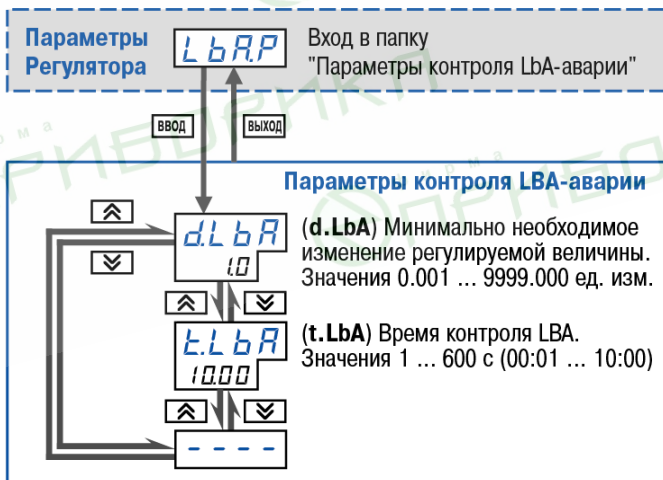 Параметры
Регулятора
LbA.P
Вход в папку
"Параметры контроля LbA-аварии"
ВВОД
ВЫХОД
Параметры контроля LBA-аварии
d.LbA
1.0
(d.LbA) Минимально необходимое
изменение регулируемой величины.
Значения 0.001 ... 9999.000 ед. изм.
t.LbA
10.00
(t.LbA) Время контроля LBA.
Значения 1 ... 600 с (00:01 ... 10:00)
- - - -